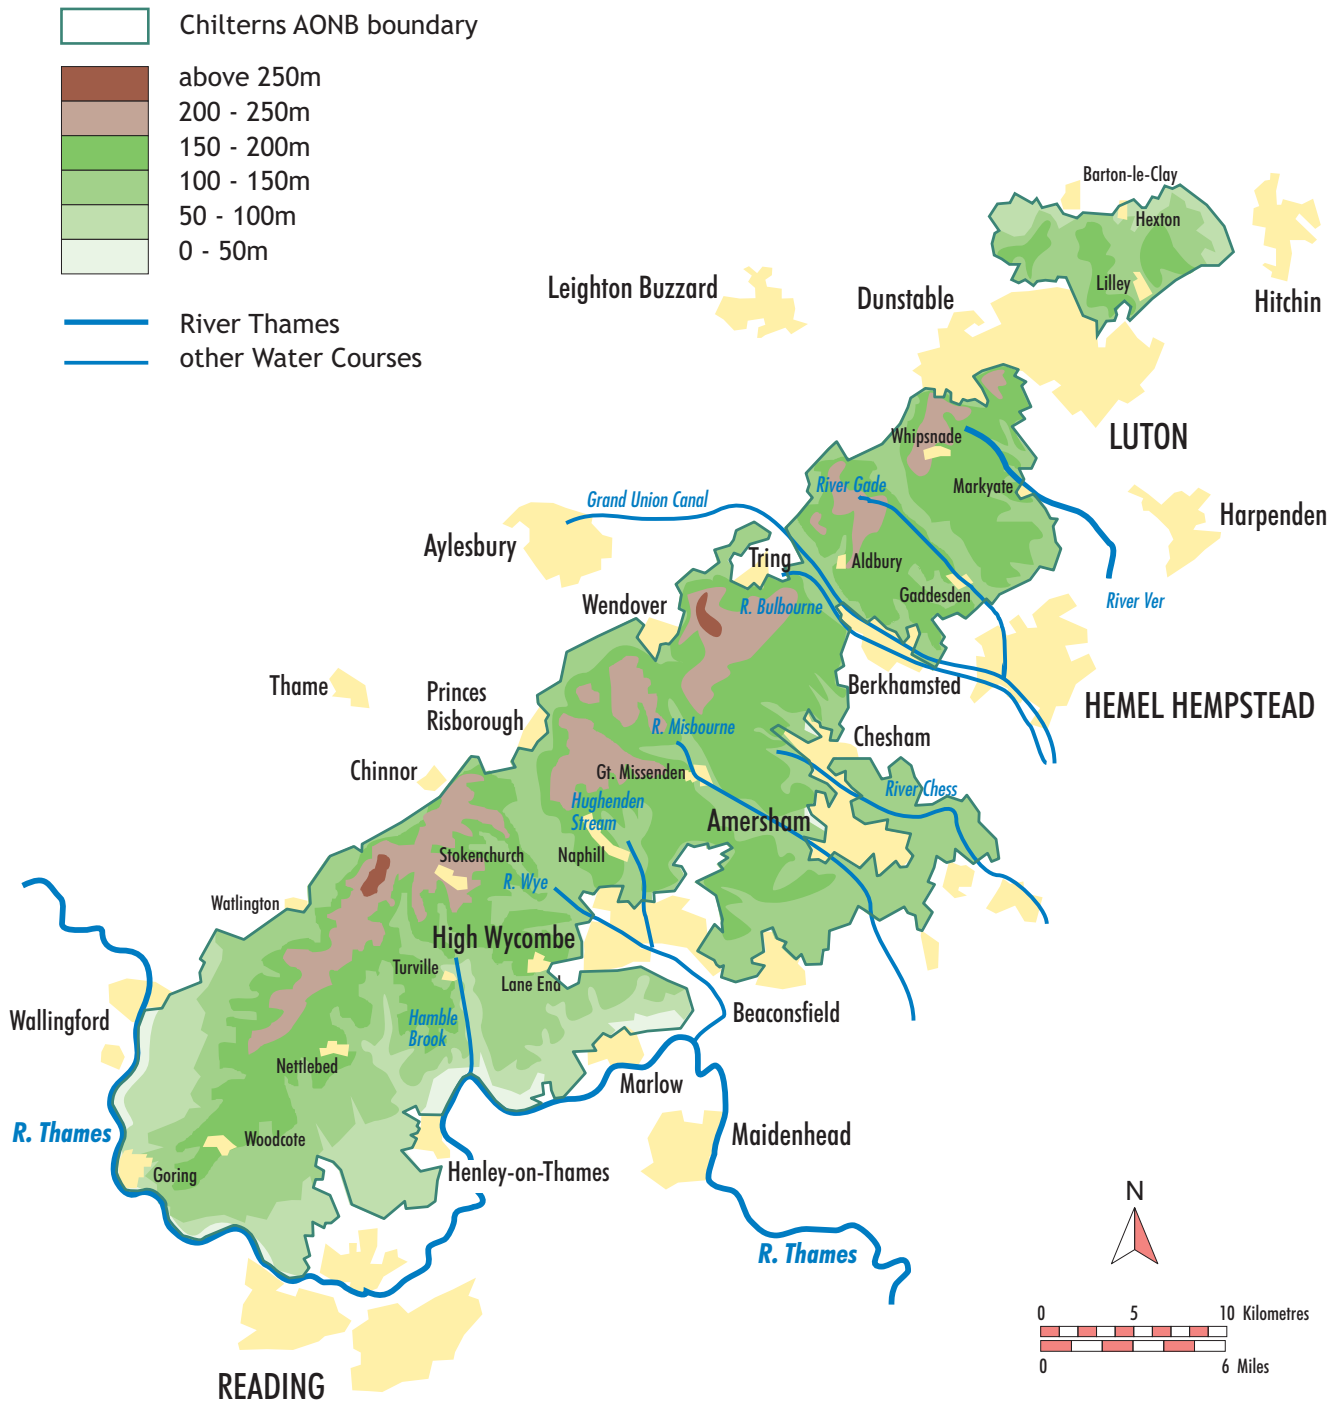 Chilterns AONB boundary
above 250m
200 - 250m
150 - 200m
100 - 150m
50 - 100m
0 - 50m
River Thames
other Water Courses
Barton-le-Clay
Hexton
Lilley
Hitchin
Leighton Buzzard
Dunstable
LUTON
Whipsnade
Markyate
River Gade
Grand Union Canal
Harpenden
Aylesbury
Tring
Aldbury
Gaddesden
River Ver
Wendover
R. Bulbourne
Thame
Princes
Risborough
Berkhamsted
HEMEL HEMPSTEAD
R. Misbourne
Chesham
Chinnor
Gt. Missenden
River Chess
Hughenden
Stream
Amersham
Stokenchurch
Naphill
R. Wye
Watlington
High Wycombe
Turville
Lane End
Wallingford
Hamble
Brook
Beaconsfield
Nettlebed
Marlow
R. Thames
Woodcote
Maidenhead
Goring
Henley-on-Thames
R. Thames
READING
N
0 5 10 Kilometres
0 6 Miles